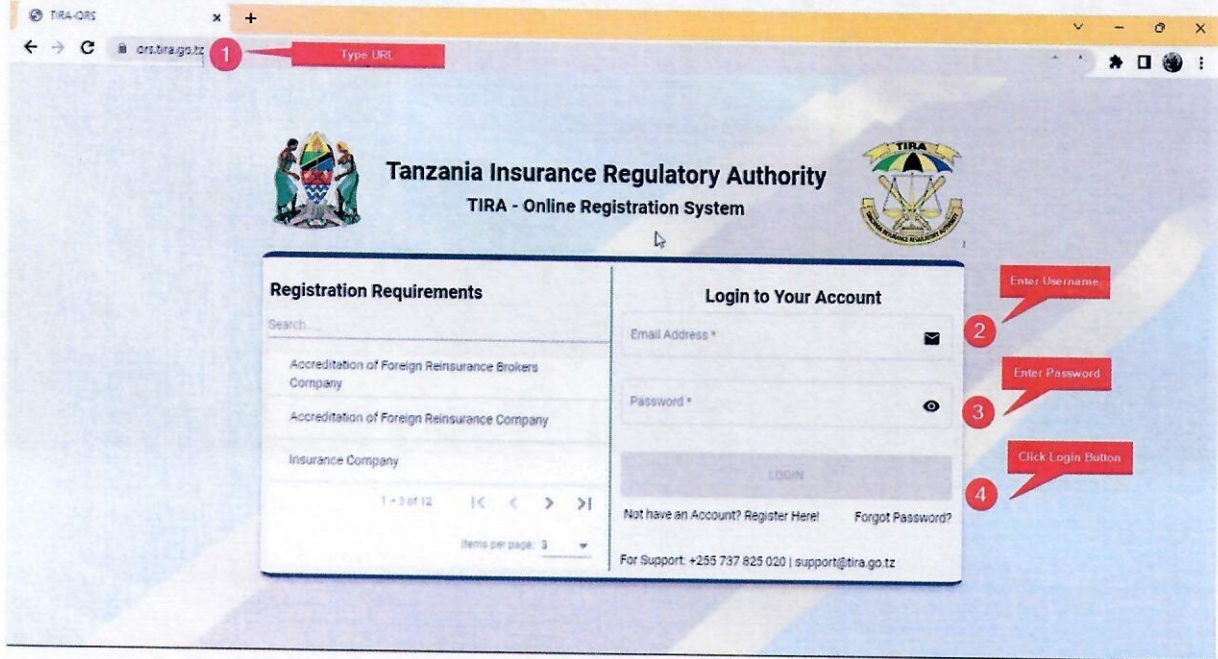 TIRA-ORS
ors.tira.go.tz
1
Type URL
Tanzania Insurance Regulatory Authority
TIRA - Online Registration System
TIRA
TANZANIA INSURANCE REGULATORY AUTHORITY
Registration Requirements
Search...
Accreditation of Foreign Reinsurance Brokers
Company
Accreditation of Foreign Reinsurance Company
Insurance Company
1 - 3 of 12
Items per page: 3
Login to Your Account
Email Address *
Enter Username
2
Password *
Enter Password
3
LOGIN
Click Login Button
4
Not have an Account? Register Here!
Forgot Password?
For Support: +255 737 825 020 | support@tira.go.tz